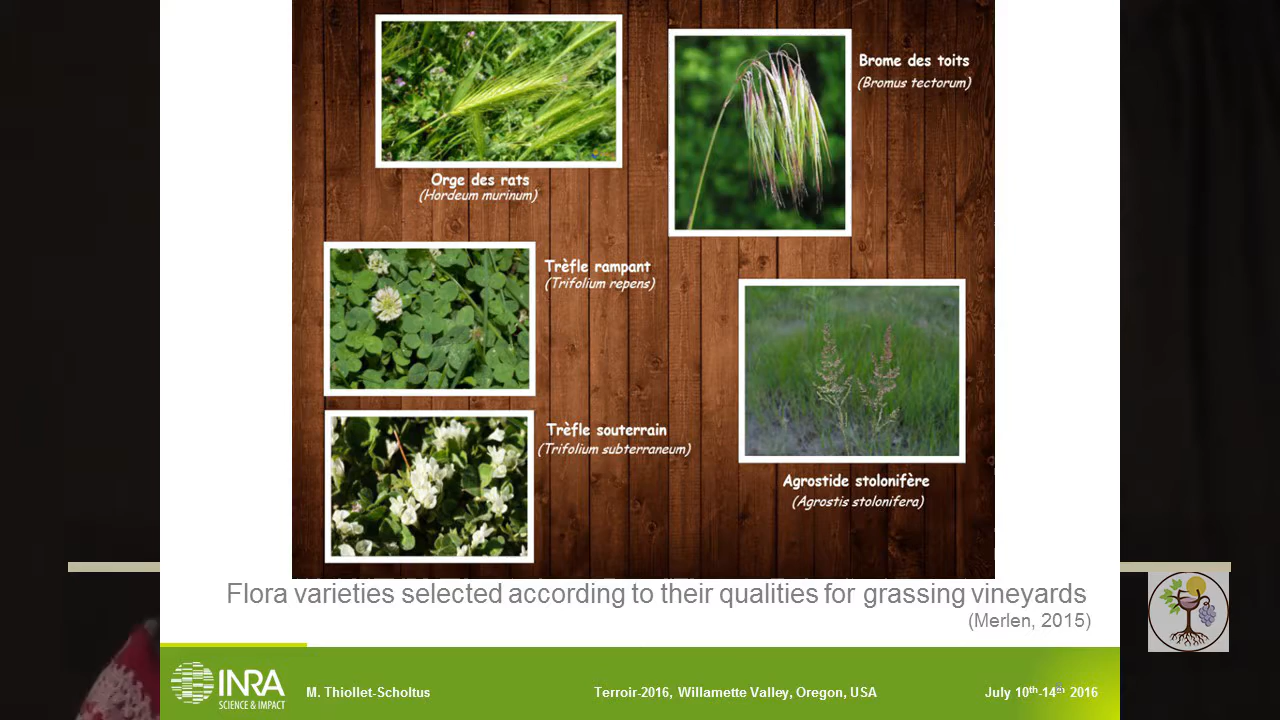 Orge des rats
(Hordeum murinum)
Brome des toits
(Bromus tectorum)
Trèfle rampant
(Trifolium repens)
Trèfle souterrain
(Trifolium subterraneum)
Agrostide stolonifère
(Agrostis stolonifera)
Flora varieties selected according to their qualities for grassing vineyards
(Merlen, 2015)
INRA
SCIENCE & IMPACT
M. Thiollet-Scholtus
Terroir-2016, Willamette Valley, Oregon, USA
July 10th-14th 2016